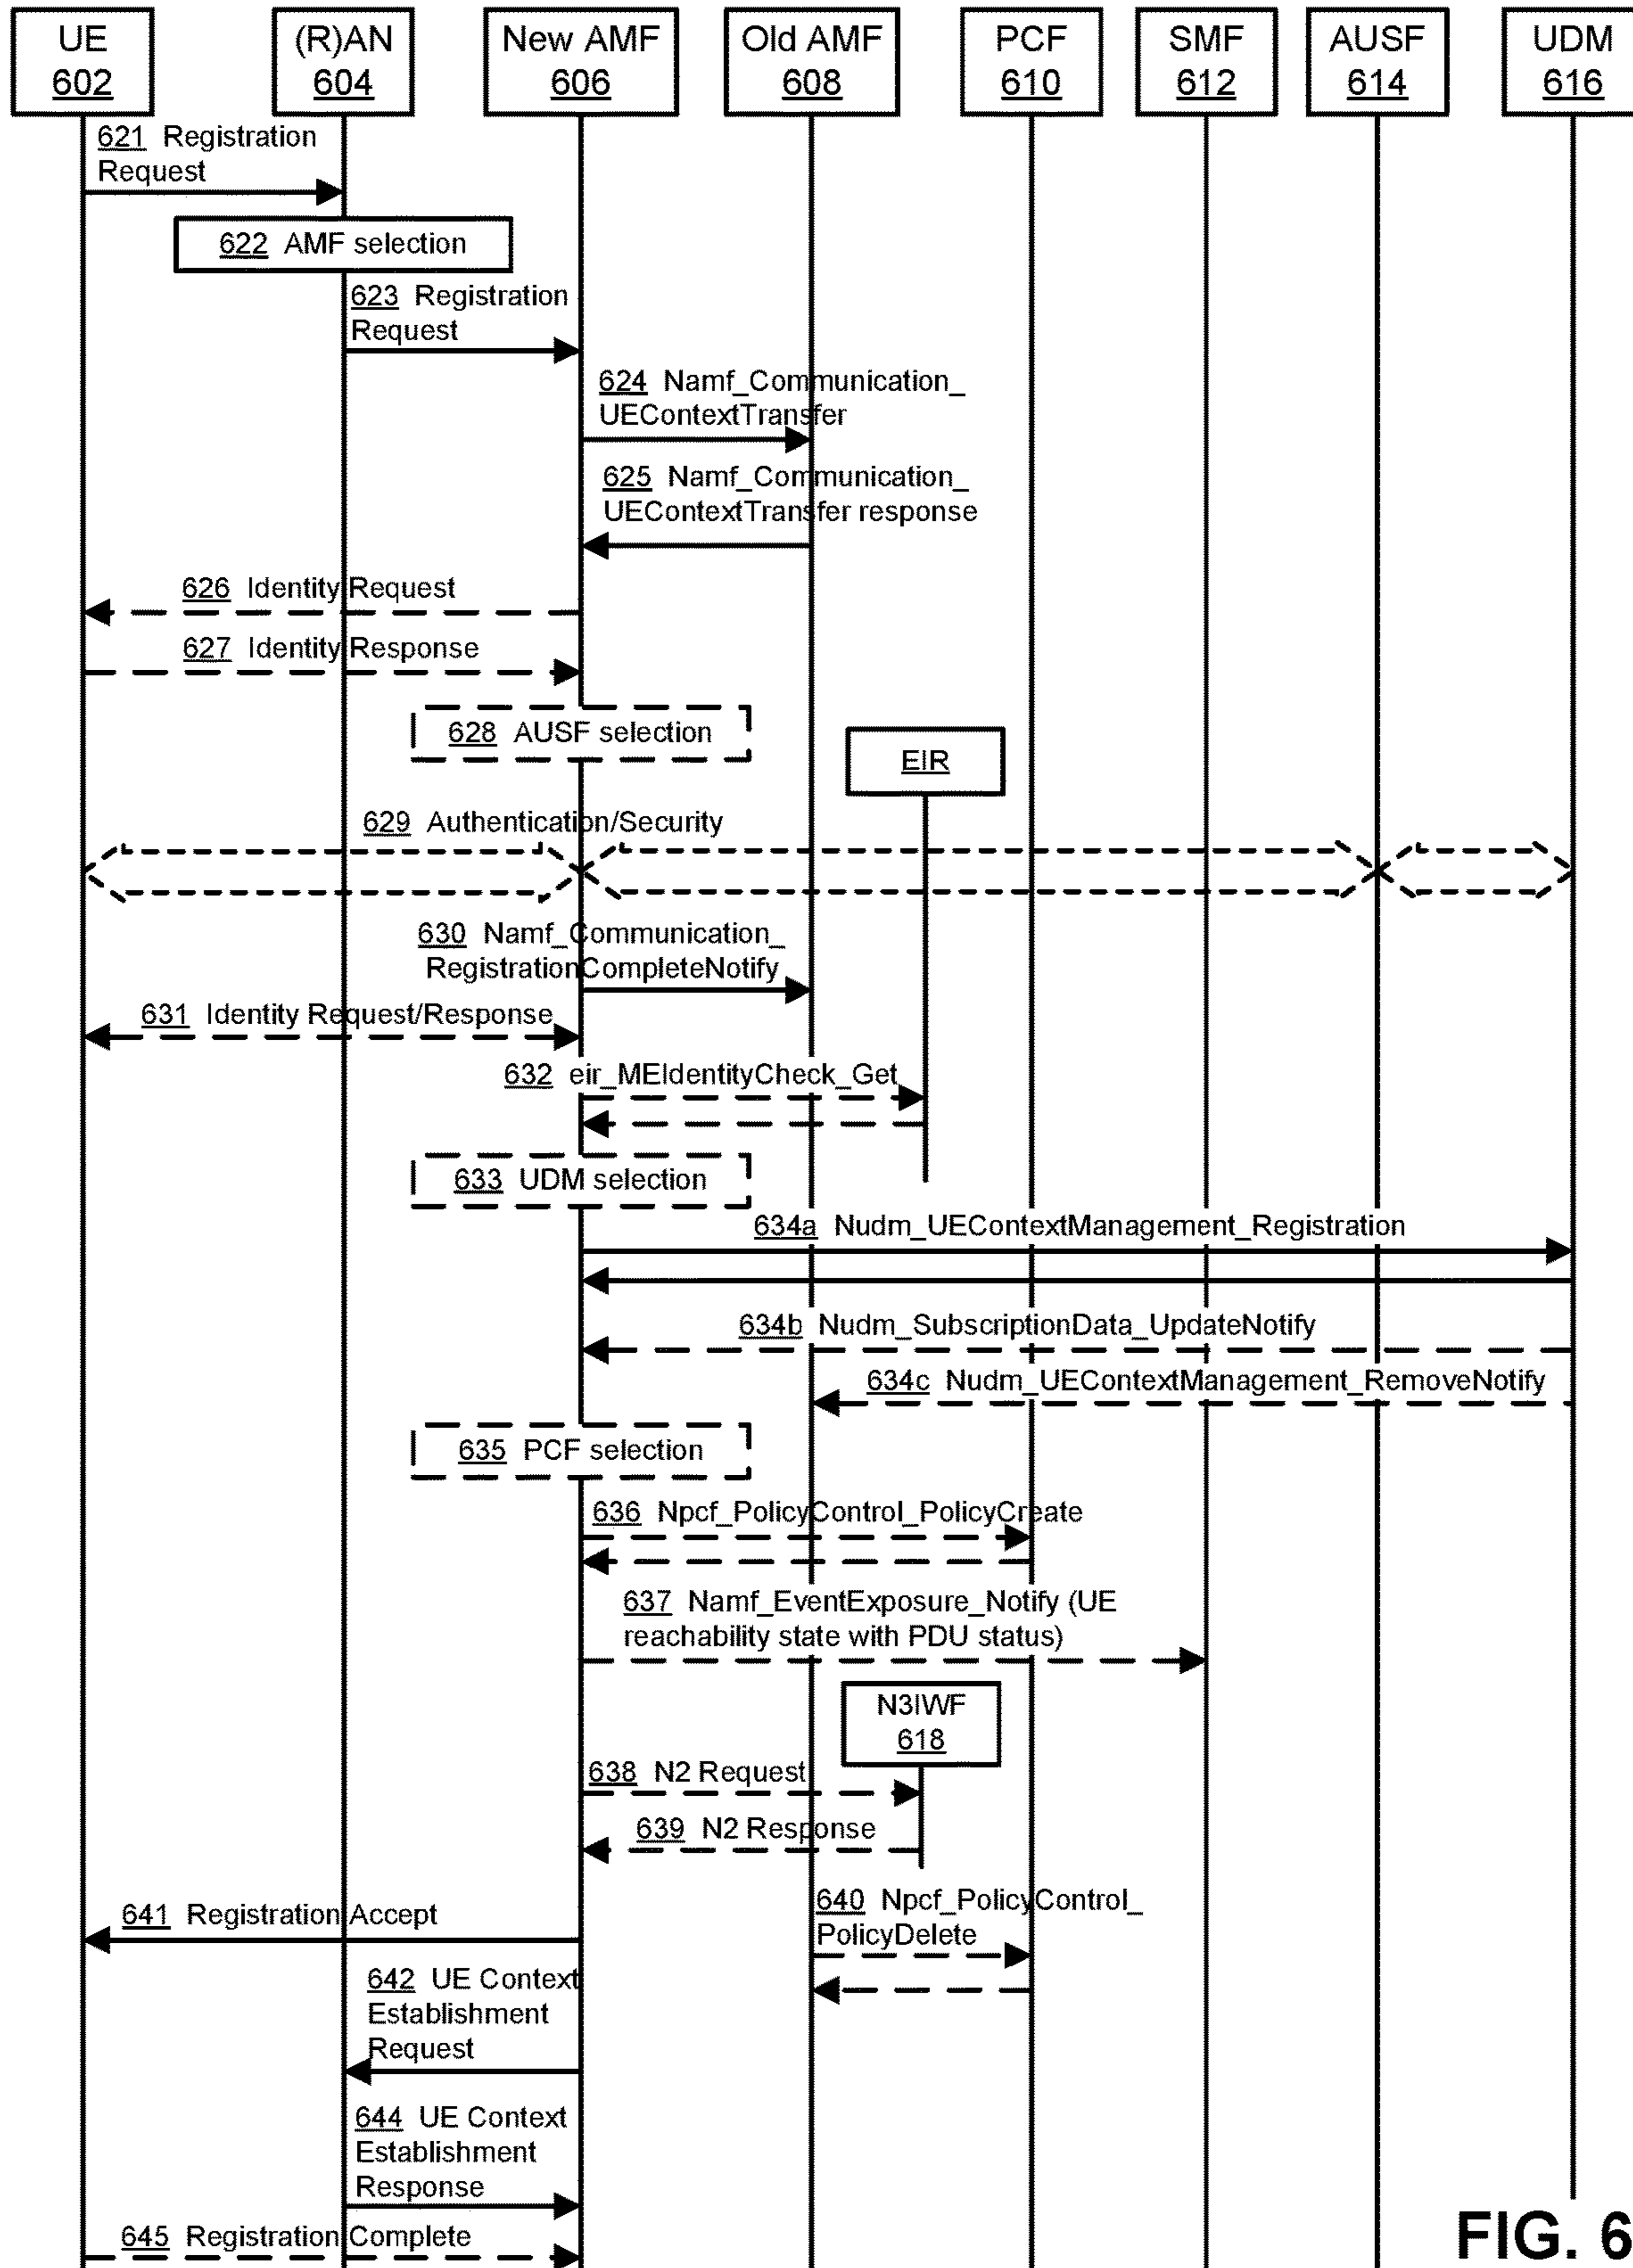 UE
602
(R)AN
604
New AMF
606
Old AMF
608
PCF
610
SMF
612
AUSF
614
UDM
616
621 Registration
Request
622 AMF selection
623 Registration
Request
624 Namf_Communication_
UEContextTransfer
625 Namf_Communication_
UEContextTransfer response
626 Identity Request
627 Identity Response
628 AUSF selection
EIR
629 Authentication/Security
630 Namf_Communication_
RegistrationCompleteNotify
631 Identity Request/Response
632 eir_MEIdentityCheck_Get
633 UDM selection
634a Nudm_UEContextManagement_Registration
634b Nudm_SubscriptionData_UpdateNotify
634c Nudm_UEContextManagement_RemoveNotify
635 PCF selection
636 Npcf_PolicyControl_PolicyCreate
637 Namf_EventExposure_Notify (UE
reachability state with PDU status)
N3IWF
618
638 N2 Request
639 N2 Response
640 Npcf_PolicyControl_
PolicyDelete
641 Registration Accept
642 UE Context
Establishment
Request
644 UE Context
Establishment
Response
645 Registration Complete
FIG. 6